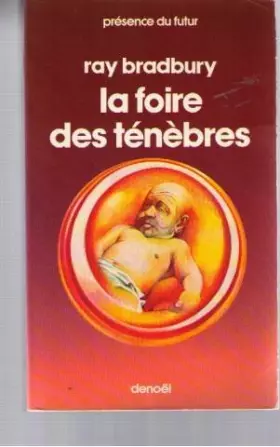 présence du futur
ray bradbury
la foire
des ténèbres
denoël